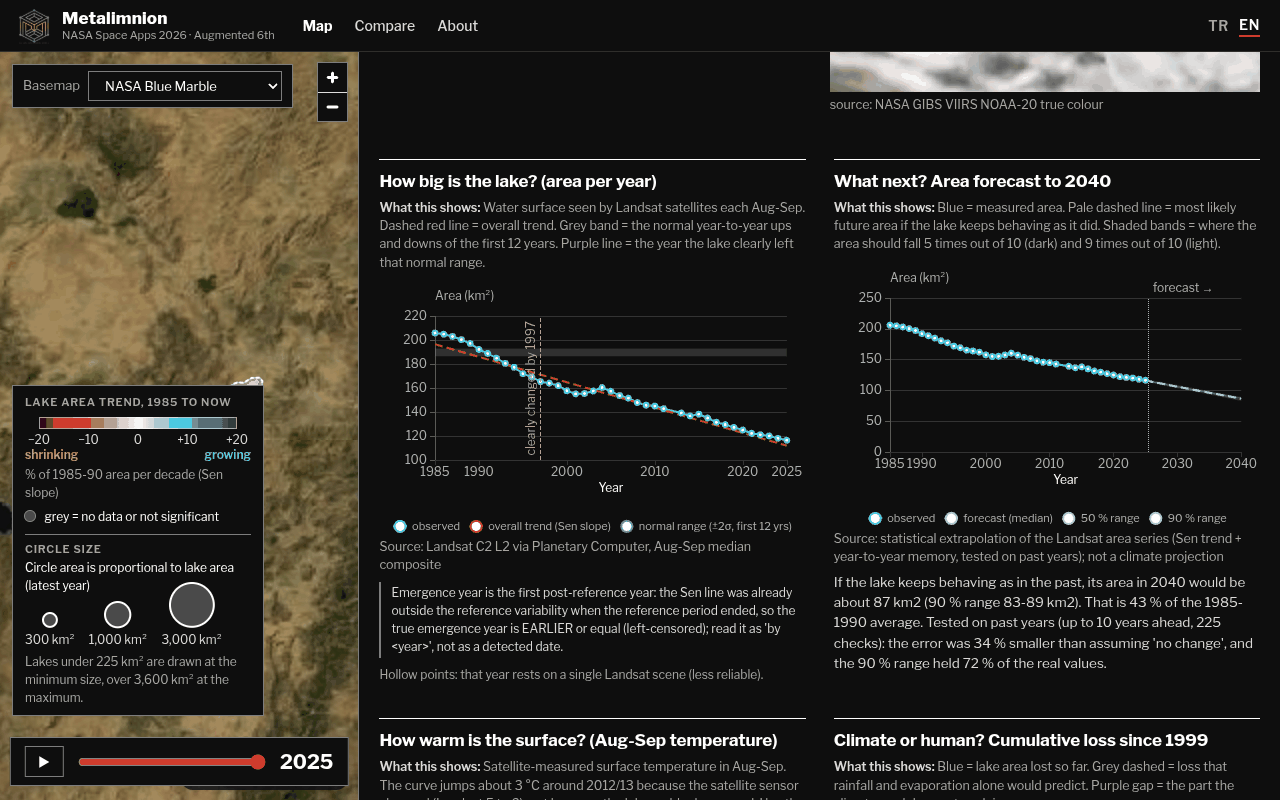 Metalimnion
NASA Space Apps 2026 · Augmented 6th
Map
Compare
About
TR
EN
Basemap
NASA Blue Marble
+
−
LAKE AREA TREND, 1985 TO NOW
−20
−10
0
+10
+20
shrinking
growing
% of 1985-90 area per decade (Sen
slope)
grey = no data or not significant
CIRCLE SIZE
Circle area is proportional to lake area
(latest year)
300 km²
1,000 km²
3,000 km²
Lakes under 225 km² are drawn at the
minimum size, over 3,600 km² at the
maximum.
2025
source: NASA GIBS VIIRS NOAA-20 true colour
How big is the lake? (area per year)
What this shows: Water surface seen by Landsat satellites each Aug-Sep.
Dashed red line = overall trend. Grey band = the normal year-to-year ups
and downs of the first 12 years. Purple line = the year the lake clearly left
that normal range.
Area (km²)
220
200
180
160
140
120
100
clearly changed by 1997
1985
1990
2000
2010
2020
2025
Year
observed
overall trend (Sen slope)
normal range (±2σ, first 12 yrs)
Source: Landsat C2 L2 via Planetary Computer, Aug-Sep median
composite
Emergence year is the first post-reference year: the Sen line was already
outside the reference variability when the reference period ended, so the
true emergence year is EARLIER or equal (left-censored); read it as 'by
<year>', not as a detected date.
Hollow points: that year rests on a single Landsat scene (less reliable).
What next? Area forecast to 2040
What this shows: Blue = measured area. Pale dashed line = most likely
future area if the lake keeps behaving as it did. Shaded bands = where the
area should fall 5 times out of 10 (dark) and 9 times out of 10 (light).
Area (km²)
forecast →
250
200
150
100
50
0
1985
1990
2000
2010
2020
2030
2040
Year
observed
forecast (median)
50 % range
90 % range
Source: statistical extrapolation of the Landsat area series (Sen trend +
year-to-year memory, tested on past years); not a climate projection
If the lake keeps behaving as in the past, its area in 2040 would be
about 87 km2 (90 % range 83-89 km2). That is 43 % of the 1985-
1990 average. Tested on past years (up to 10 years ahead, 225
checks): the error was 34 % smaller than assuming 'no change', and
the 90 % range held 72 % of the real values.
How warm is the surface? (Aug-Sep temperature)
What this shows: Satellite-measured surface temperature in Aug-Sep.
The curve jumps about 3 °C around 2012/13 because the satellite sensor
Climate or human? Cumulative loss since 1999
What this shows: Blue = lake area lost so far. Grey dashed = loss that
rainfall and evaporation alone would predict. Purple gap = the part the